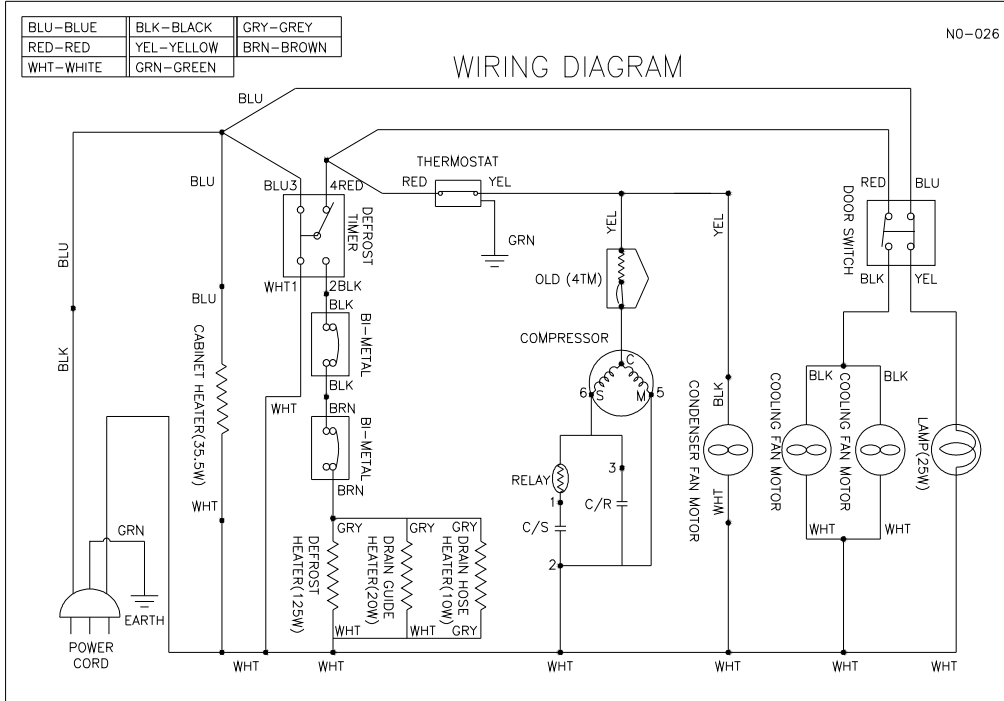 BLU-BLUE BLK-BLACK GRY-GREY
RED-RED YEL-YELLOW BRN-BROWN
WHT-WHITE GRN-GREEN
NO-026
WIRING DIAGRAM
BLU
THERMOSTAT
BLU
BLU3
4RED
RED
YEL
RED
BLU
DEFROST
TIMER
DOOR SWITCH
BLU
GRN
YEL
YEL
WHT1
2BLK
OLD (4TM)
BLK
YEL
BLU
BLK
BI-METAL
COMPRESSOR
BLK
CABINET HEATER(35.5W)
C
BLK
BLK
BLK
BLK
6
S
M
5
WHT
BRN
BI-METAL
CONDENSER FAN MOTOR
COOLING FAN MOTOR
COOLING FAN MOTOR
LAMP(25W)
3
RELAY
BRN
1
C/R
WHT
WHT
GRN
GRY
GRY
GRY
C/S
WHT
WHT
DEFROST
HEATER(125W)
DRAIN GUIDE
HEATER(20W)
DRAIN HOSE
HEATER(10W)
2
EARTH
WHT
WHT
GRY
POWER
CORD
WHT
WHT
WHT
WHT
WHT
WHT